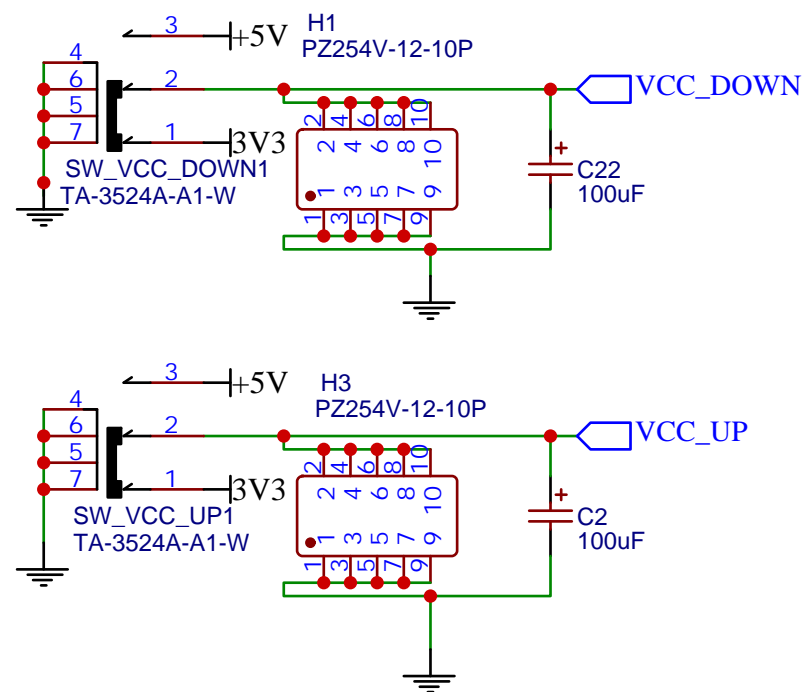 3
+5V
H1
PZ254V-12-10P
4
6
2
5
7
1
3V3
VCC_DOWN
SW_VCC_DOWN1
TA-3524A-A1-W
2 4 6 8 10
2 4 6 8 10
1 3 5 7 9
1 3 5 7 9
+
C22
100uF
3
+5V
H3
PZ254V-12-10P
4
6
2
5
7
1
3V3
VCC_UP
SW_VCC_UP1
TA-3524A-A1-W
2 4 6 8 10
2 4 6 8 10
1 3 5 7 9
1 3 5 7 9
+
C2
100uF